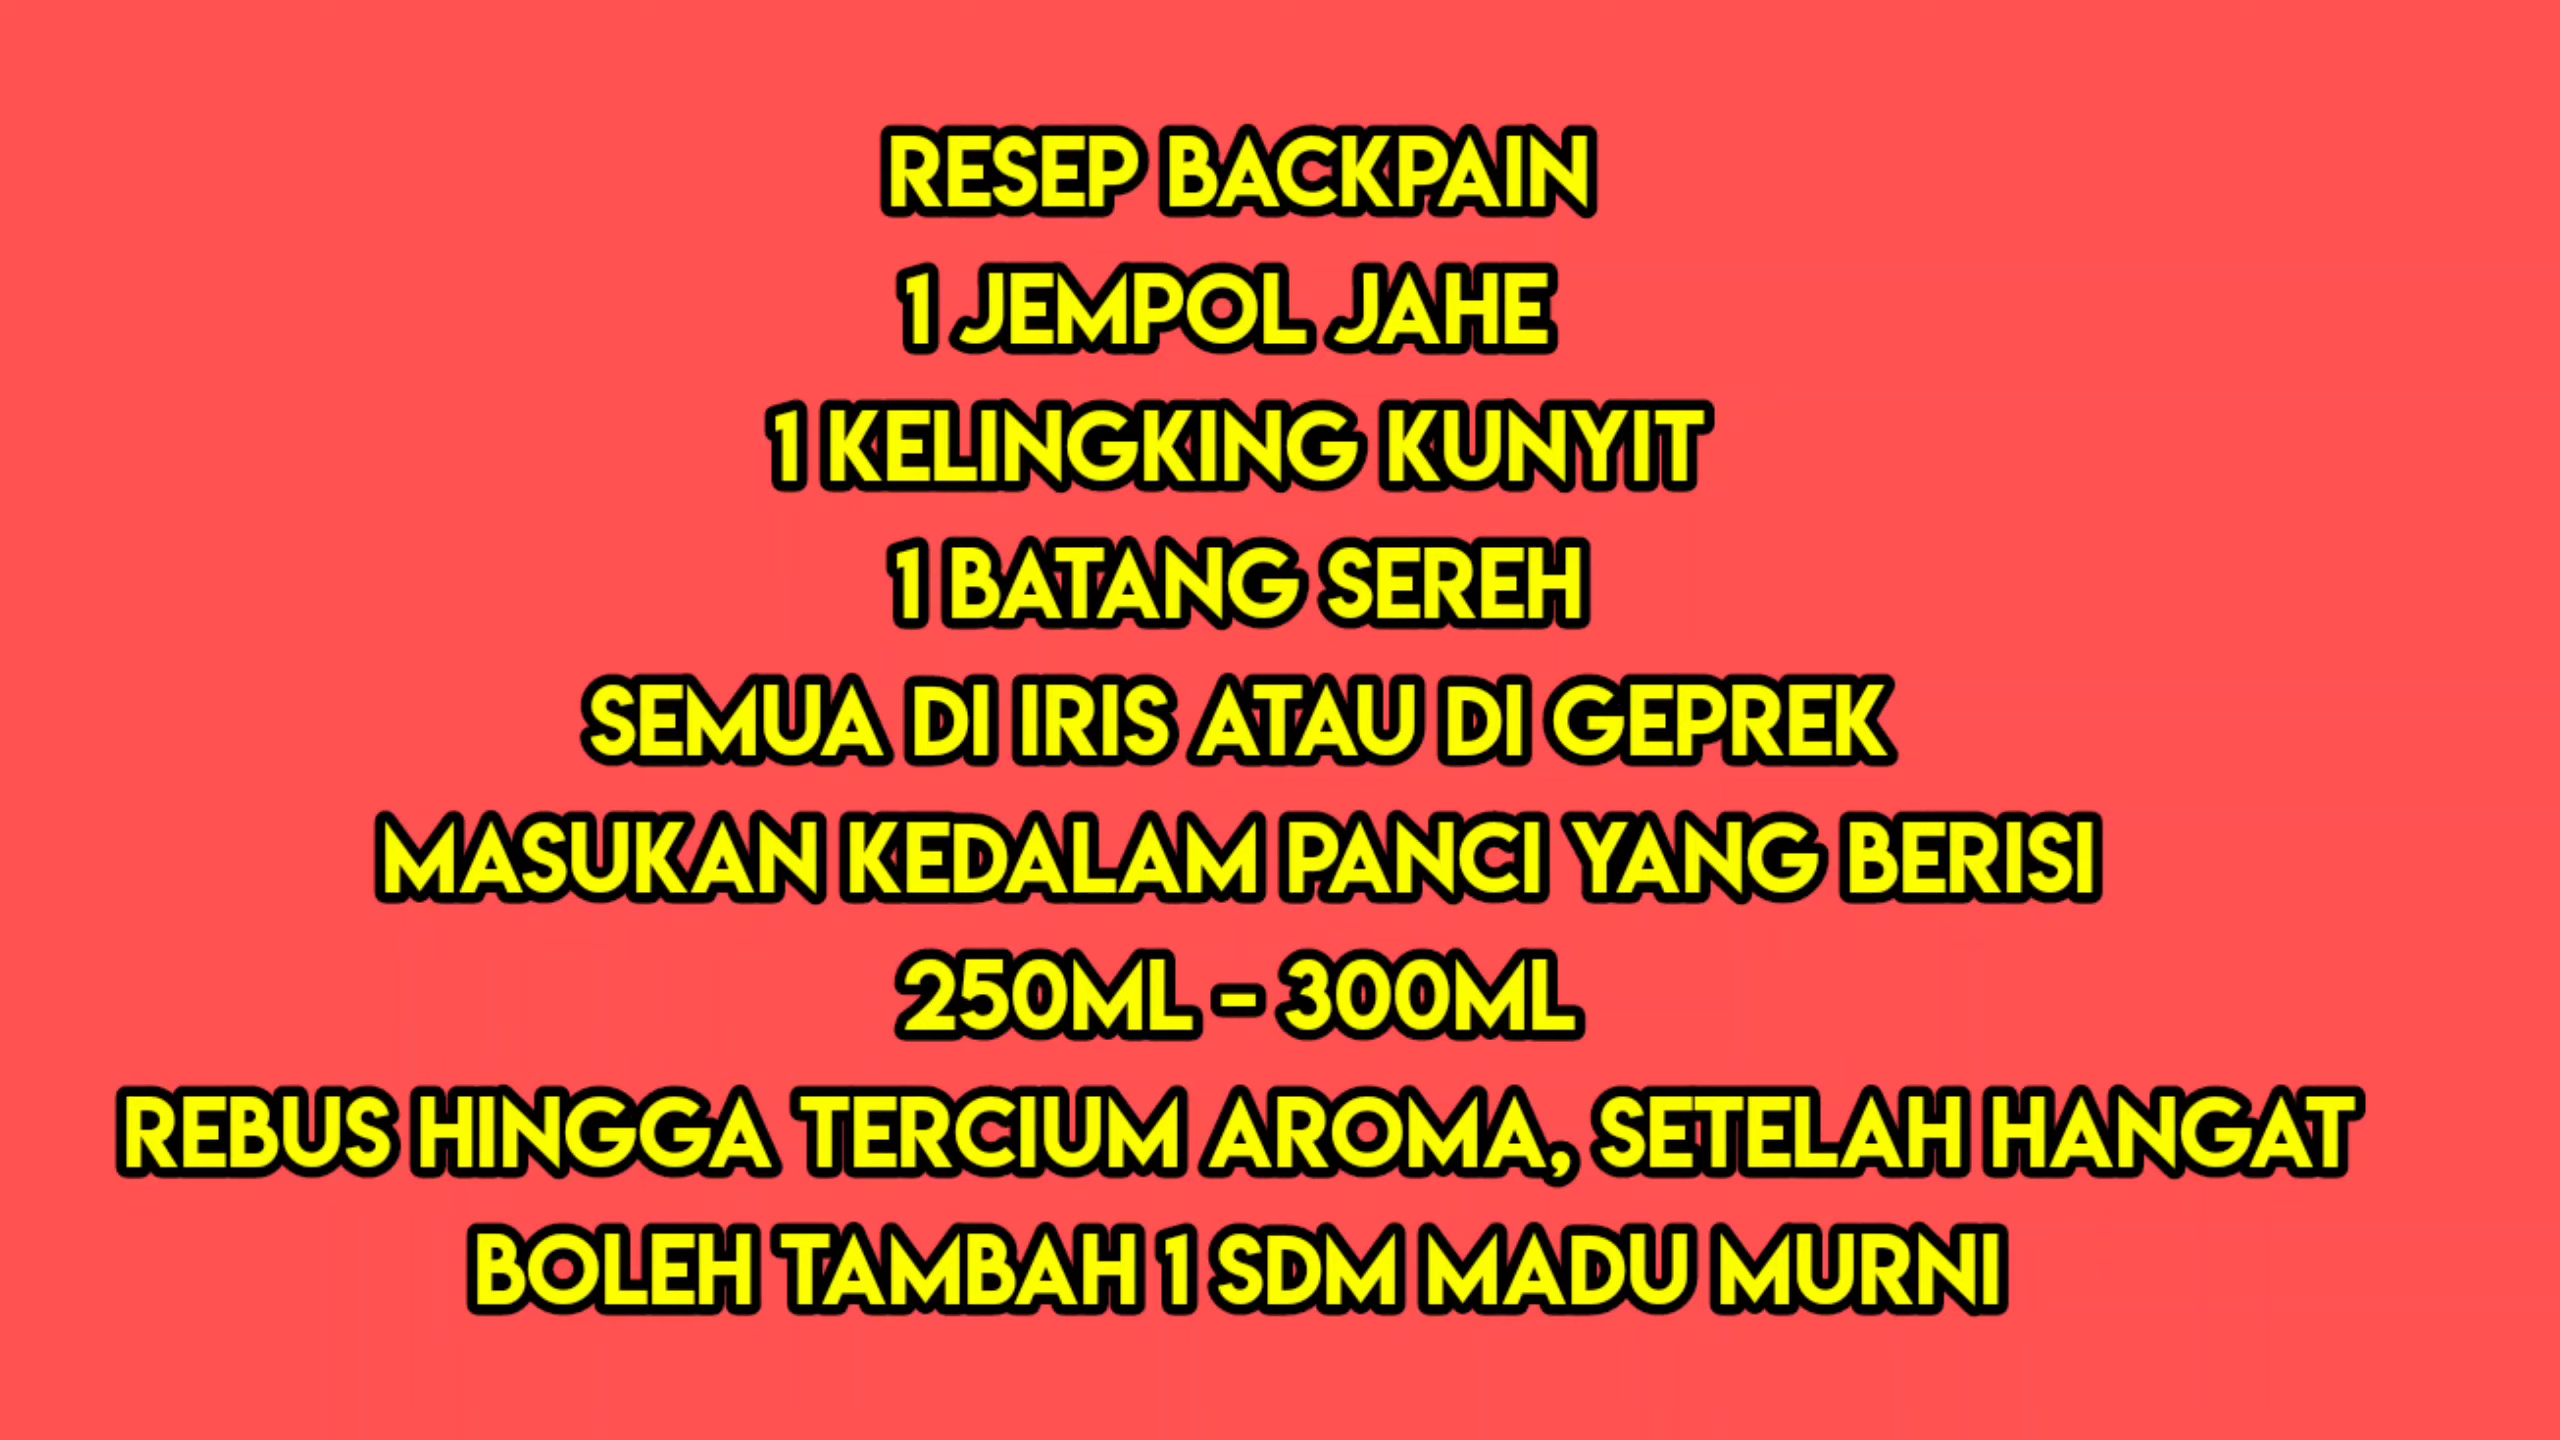 RESEP BACKPAIN
1 JEMPOL JAHE
1 KELINGKING KUNYIT
1 BATANG SEREH
SEMUA DI IRIS ATAU DI GEPREK
MASUKAN KEDALAM PANCI YANG BERISI
250ML - 300ML
REBUS HINGGA TERCIUM AROMA, SETELAH HANGAT
BOLEH TAMBAH 1 SDM MADU MURNI